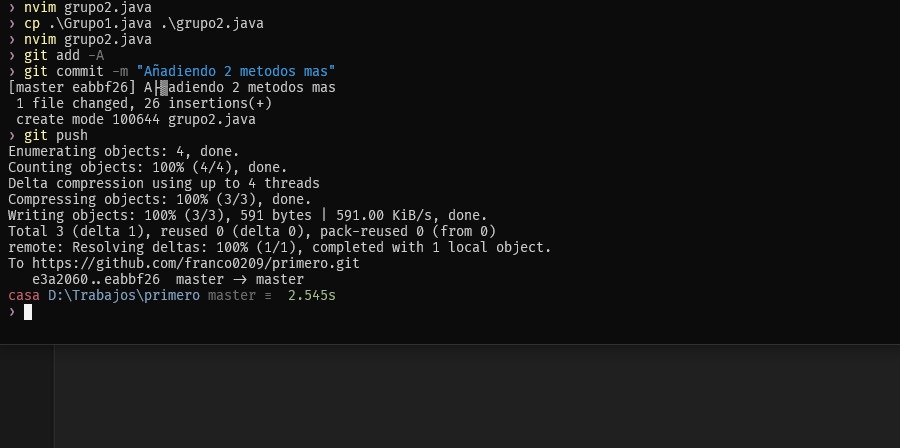 ❯ nvim grupo2.java
❯ cp .\Grupo1.java .\grupo2.java
❯ nvim grupo2.java
❯ git add -A
❯ git commit -m "Añadiendo 2 metodos mas"
[master eabbf26] A├▒adiendo 2 metodos mas
 1 file changed, 26 insertions(+)
 create mode 100644 grupo2.java
❯ git push
Enumerating objects: 4, done.
Counting objects: 100% (4/4), done.
Delta compression using up to 4 threads
Compressing objects: 100% (3/3), done.
Writing objects: 100% (3/3), 591 bytes | 591.00 KiB/s, done.
Total 3 (delta 1), reused 0 (delta 0), pack-reused 0 (from 0)
remote: Resolving deltas: 100% (1/1), completed with 1 local object.
To https://github.com/franco0209/primero.git
   e3a2060..eabbf26  master -> master
casa D:\Trabajos\primero master ≡  2.545s
❯